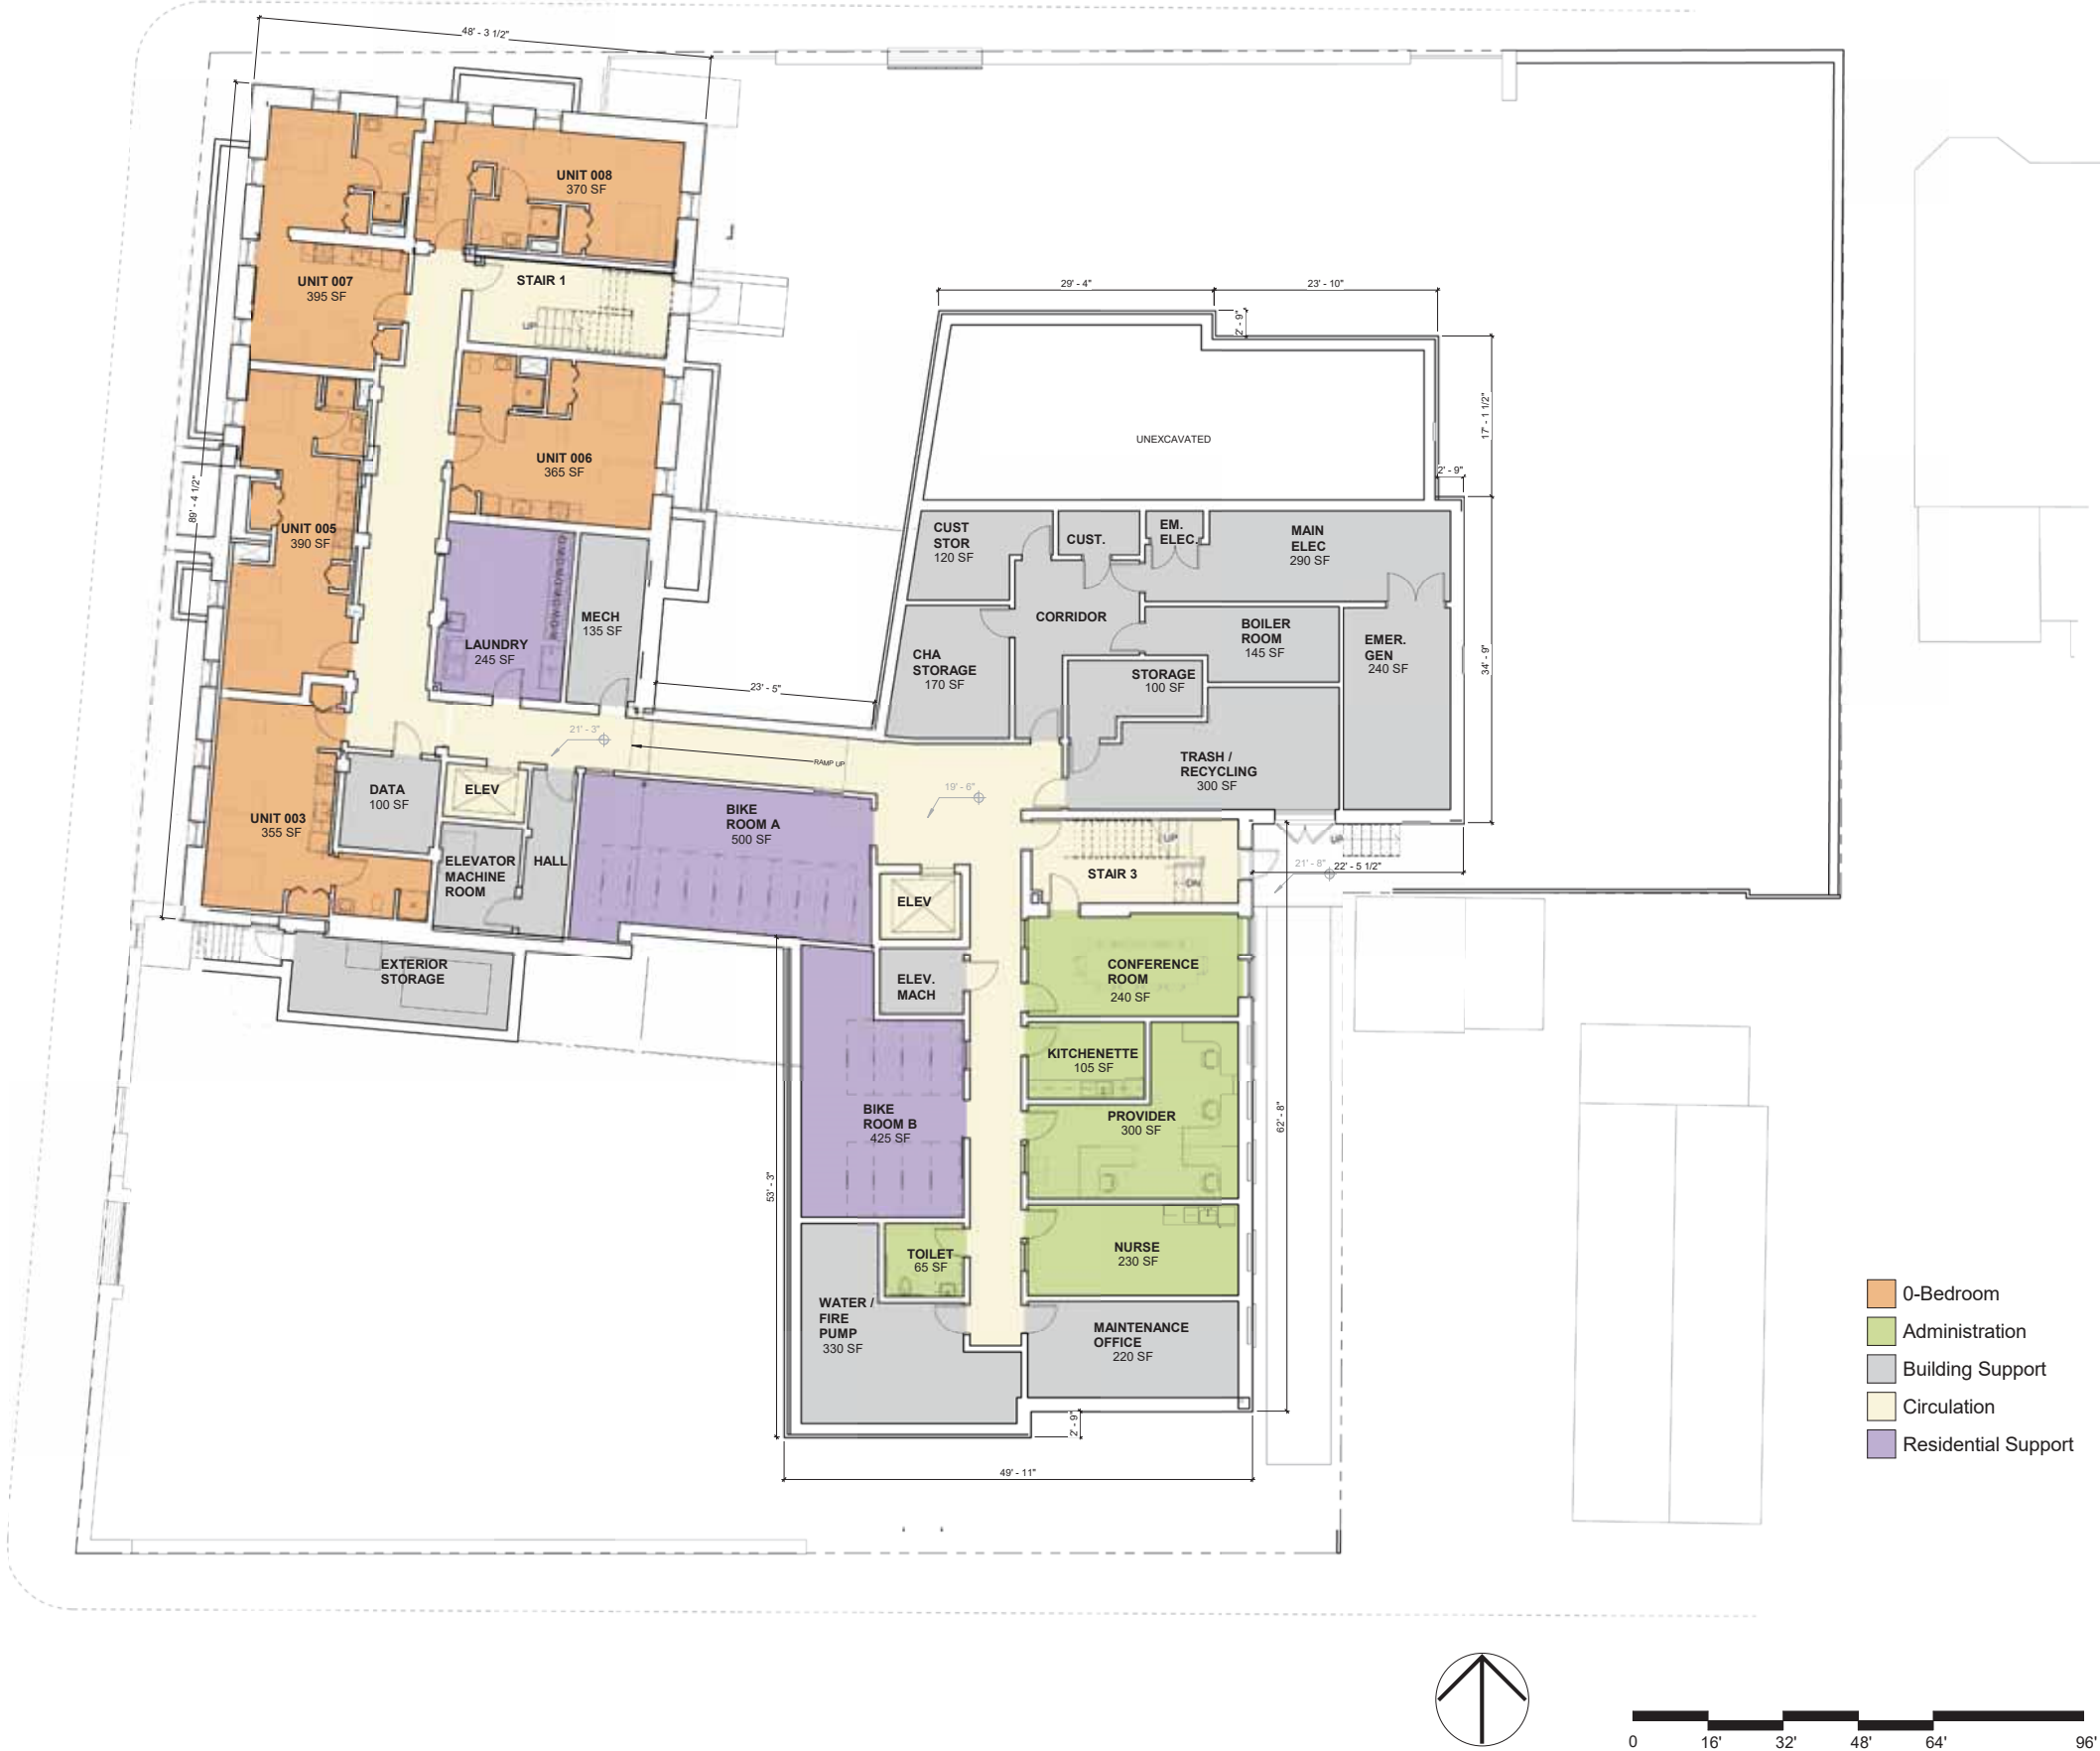 48' - 3 1/2"
UNIT 008
370 SF
UNIT 007
395 SF
STAIR 1
UP
29' - 4"
23' - 10"
2' - 9"
17' - 1 1/2"
UNEXCAVATED
2' - 9"
UNIT 006
365 SF
89' - 4 1/2"
UNIT 005
390 SF
CUST
STOR
120 SF
CUST.
EM.
ELEC.
MAIN
ELEC
290 SF
MECH
135 SF
LAUNDRY
245 SF
CORRIDOR
BOILER
ROOM
145 SF
EMER.
GEN
240 SF
34' - 9"
CHA
STORAGE
170 SF
STORAGE
100 SF
23' - 5"
21' - 3"
RAMP UP
TRASH /
RECYCLING
300 SF
DATA
100 SF
ELEV
19' - 6"
UNIT 003
355 SF
BIKE
ROOM A
500 SF
UP
UP
ELEVATOR
MACHINE
ROOM
HALL
STAIR 3
DN
21' - 8"
22' - 5 1/2"
ELEV
EXTERIOR
STORAGE
ELEV.
MACH
CONFERENCE
ROOM
240 SF
KITCHENETTE
105 SF
BIKE
ROOM B
425 SF
PROVIDER
300 SF
62' - 8"
53' - 3"
TOILET
65 SF
NURSE
230 SF
WATER /
FIRE
PUMP
330 SF
MAINTENANCE
OFFICE
220 SF
2' - 9"
49' - 11"
0-Bedroom
Administration
Building Support
Circulation
Residential Support
0 16' 32' 48' 64' 96'